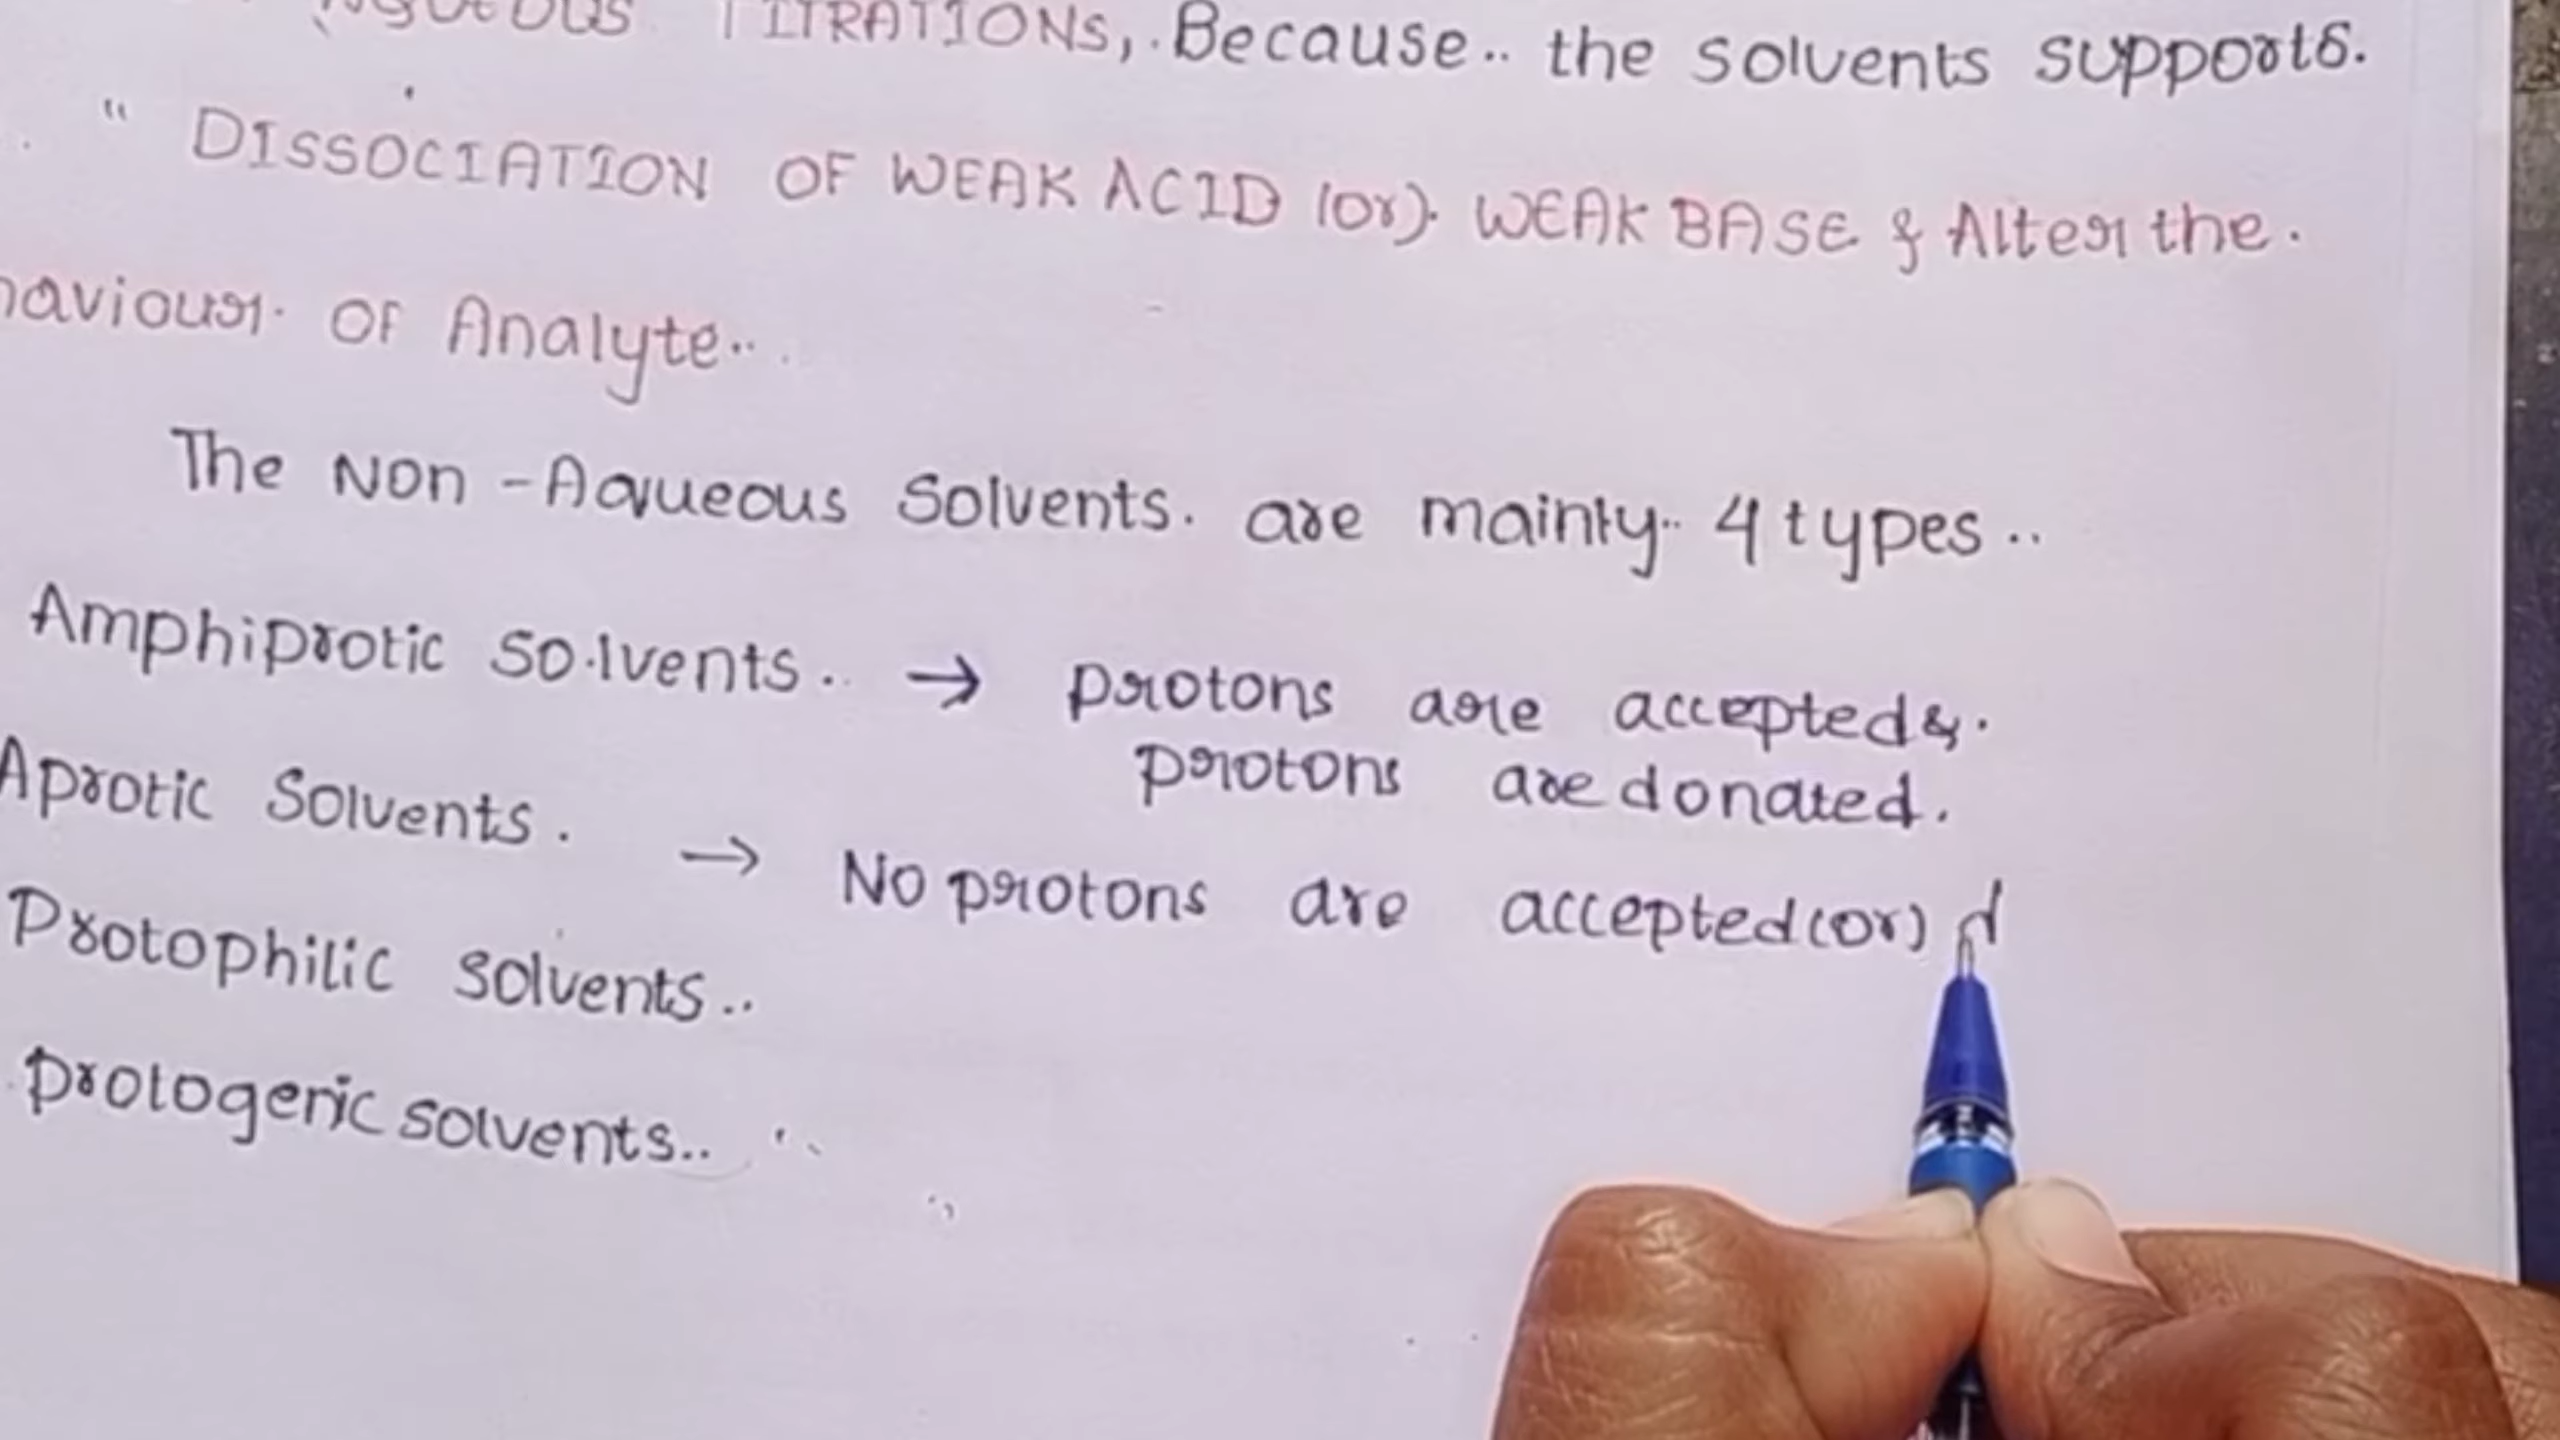 TITRATIONS, Because.. the solvents supports.
" DISSOCIATION OF WEAK ACID (or). WEAK BASE & Alter the.
OF Analyte..
The Non-Aqueous Solvents. are mainly.. 4 types..
Amphiprotic Solvents.. → protons are accepted &.
protons are donated.
Aprotic Solvents. → No protons are accepted (or) d
Protophilic solvents..
protogenic solvents..